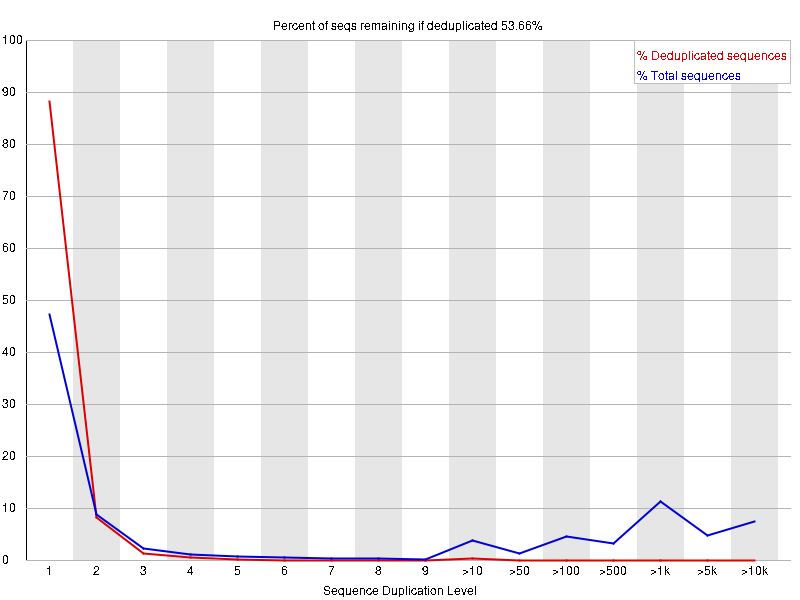 Percent of seqs remaining if deduplicated 53.66%
100
% Deduplicated sequences
% Total sequences
90
80
70
60
50
40
30
20
10
0
1 2 3 4 5 6 7 8 9 >10 >50 >100 >500 >1k >5k >10k
Sequence Duplication Level